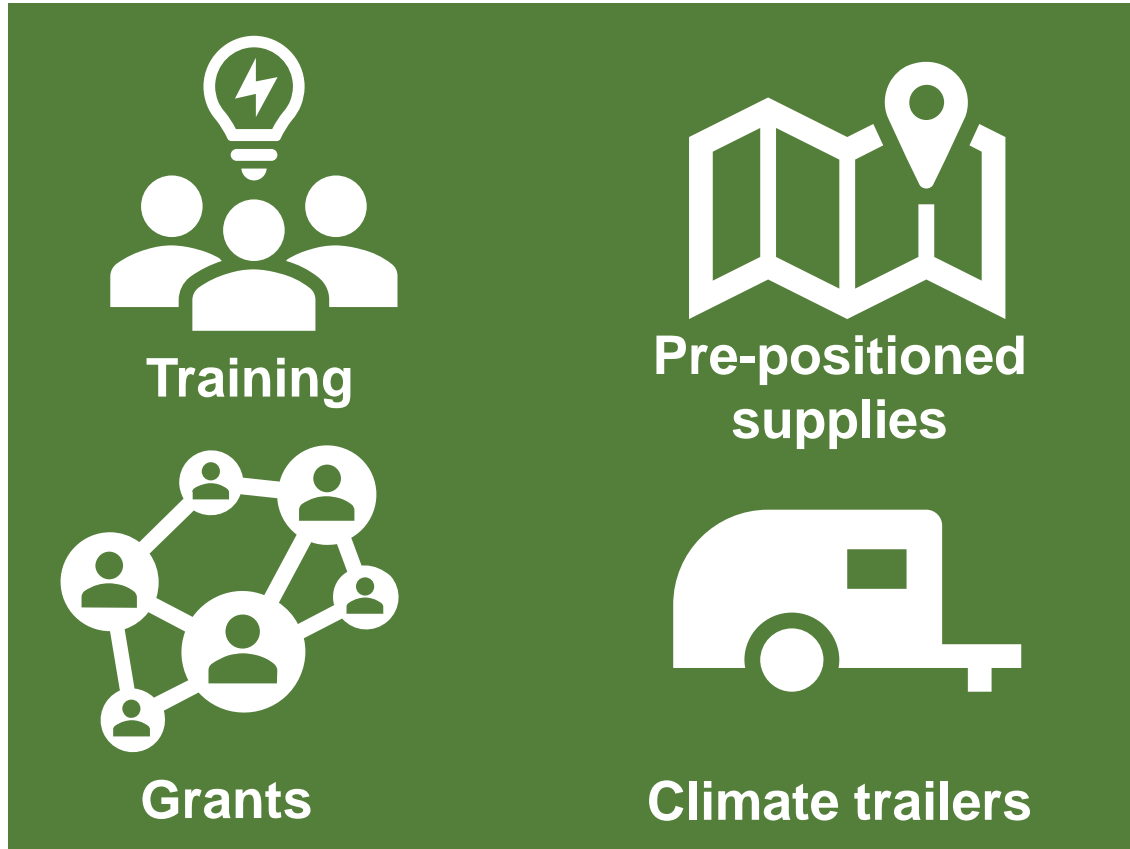 Training
Pre-positioned
supplies
Grants
Climate trailers